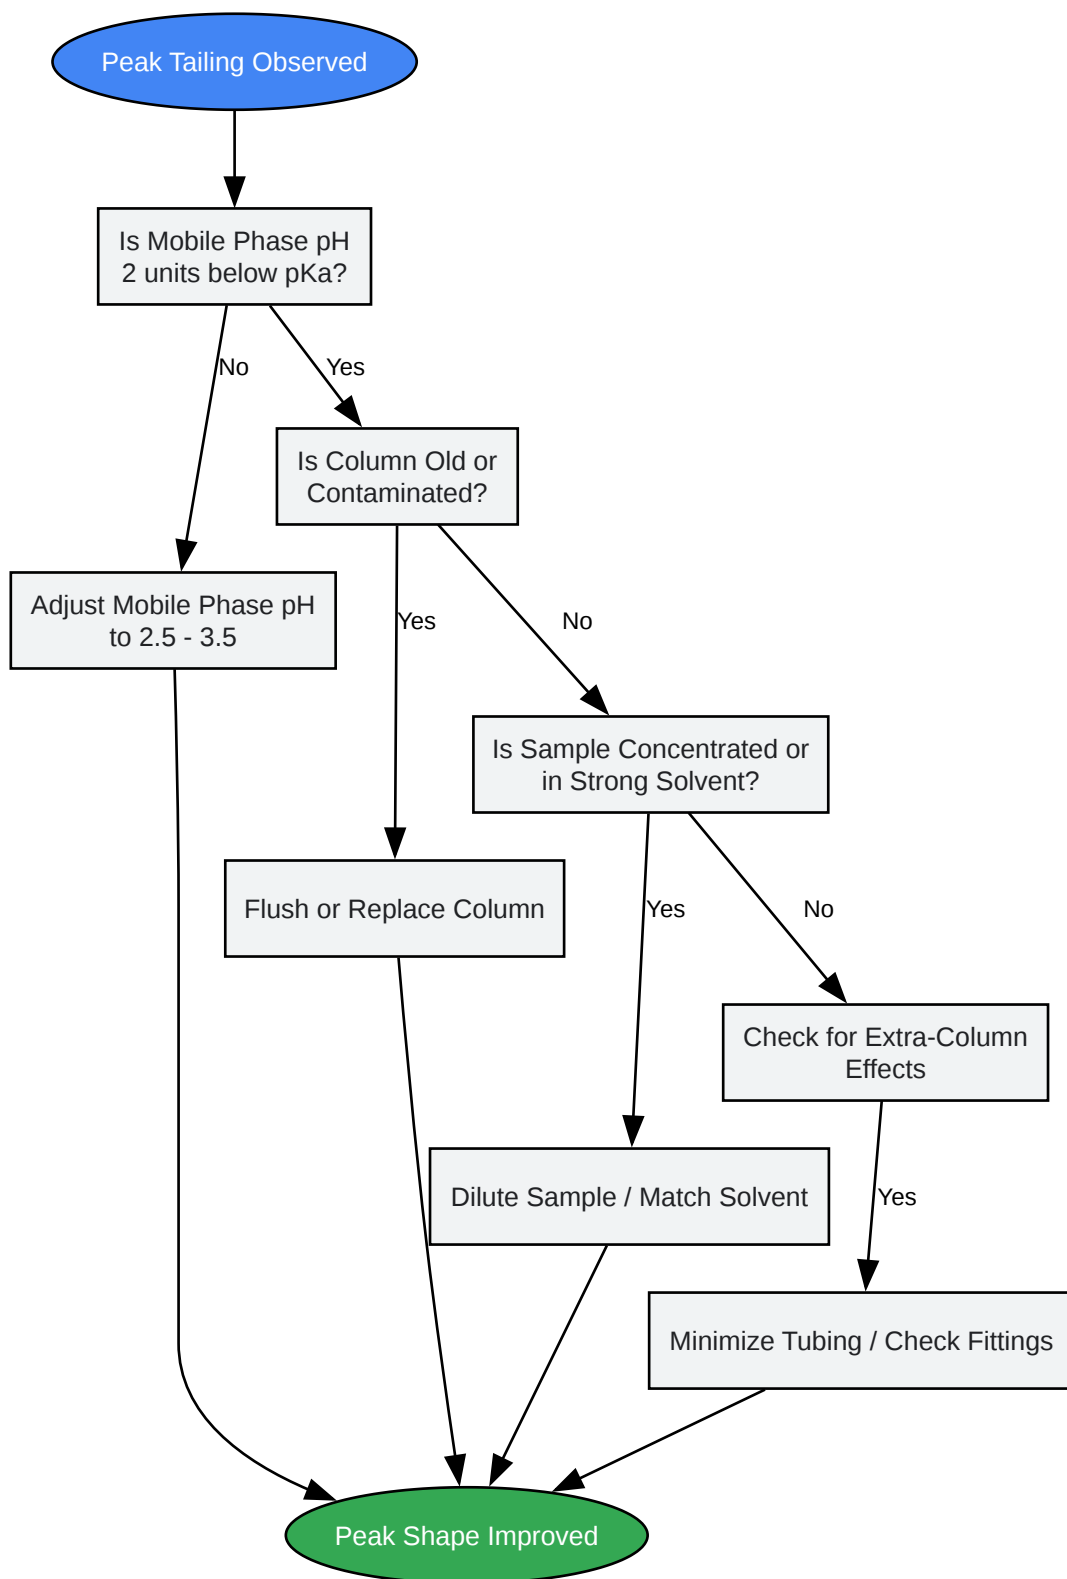 Peak Tailing Observed
Is Mobile Phase pH
2 units below pKa?
No
Yes
Is Column Old or
Contaminated?
Adjust Mobile Phase pH
to 2.5 - 3.5
Yes
No
Is Sample Concentrated or
in Strong Solvent?
Flush or Replace Column
Yes
No
Check for Extra-Column
Effects
Dilute Sample / Match Solvent
Yes
Minimize Tubing / Check Fittings
Peak Shape Improved